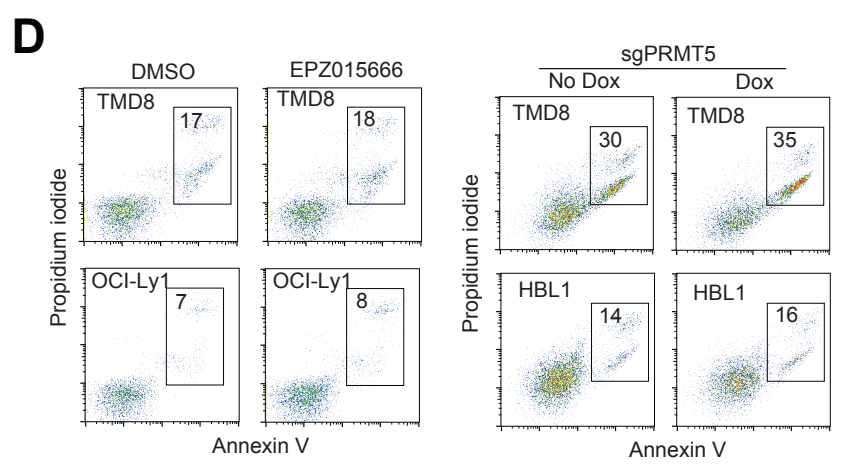 D
DMSO
EPZ015666
sgPRMT5
No Dox
Dox
TMD8
17
TMD8
18
TMD8
30
TMD8
35
Propidium iodide
Propidium iodide
OCI-Ly1
7
OCI-Ly1
8
HBL1
14
HBL1
16
Annexin V
Annexin V